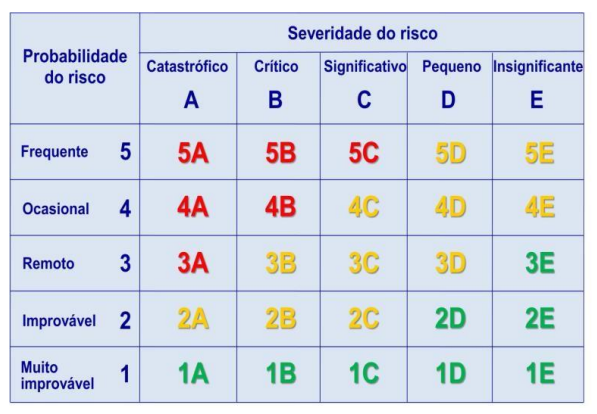 Probabilidade do risco
Severidade do risco
Catastrófico Crítico Significativo Pequeno Insignificante
A B C D E
Frequente 5 5A 5B 5C 5D 5E
Ocasional 4 4A 4B 4C 4D 4E
Remoto 3 3A 3B 3C 3D 3E
Improvável 2 2A 2B 2C 2D 2E
Muito improvável 1 1A 1B 1C 1D 1E